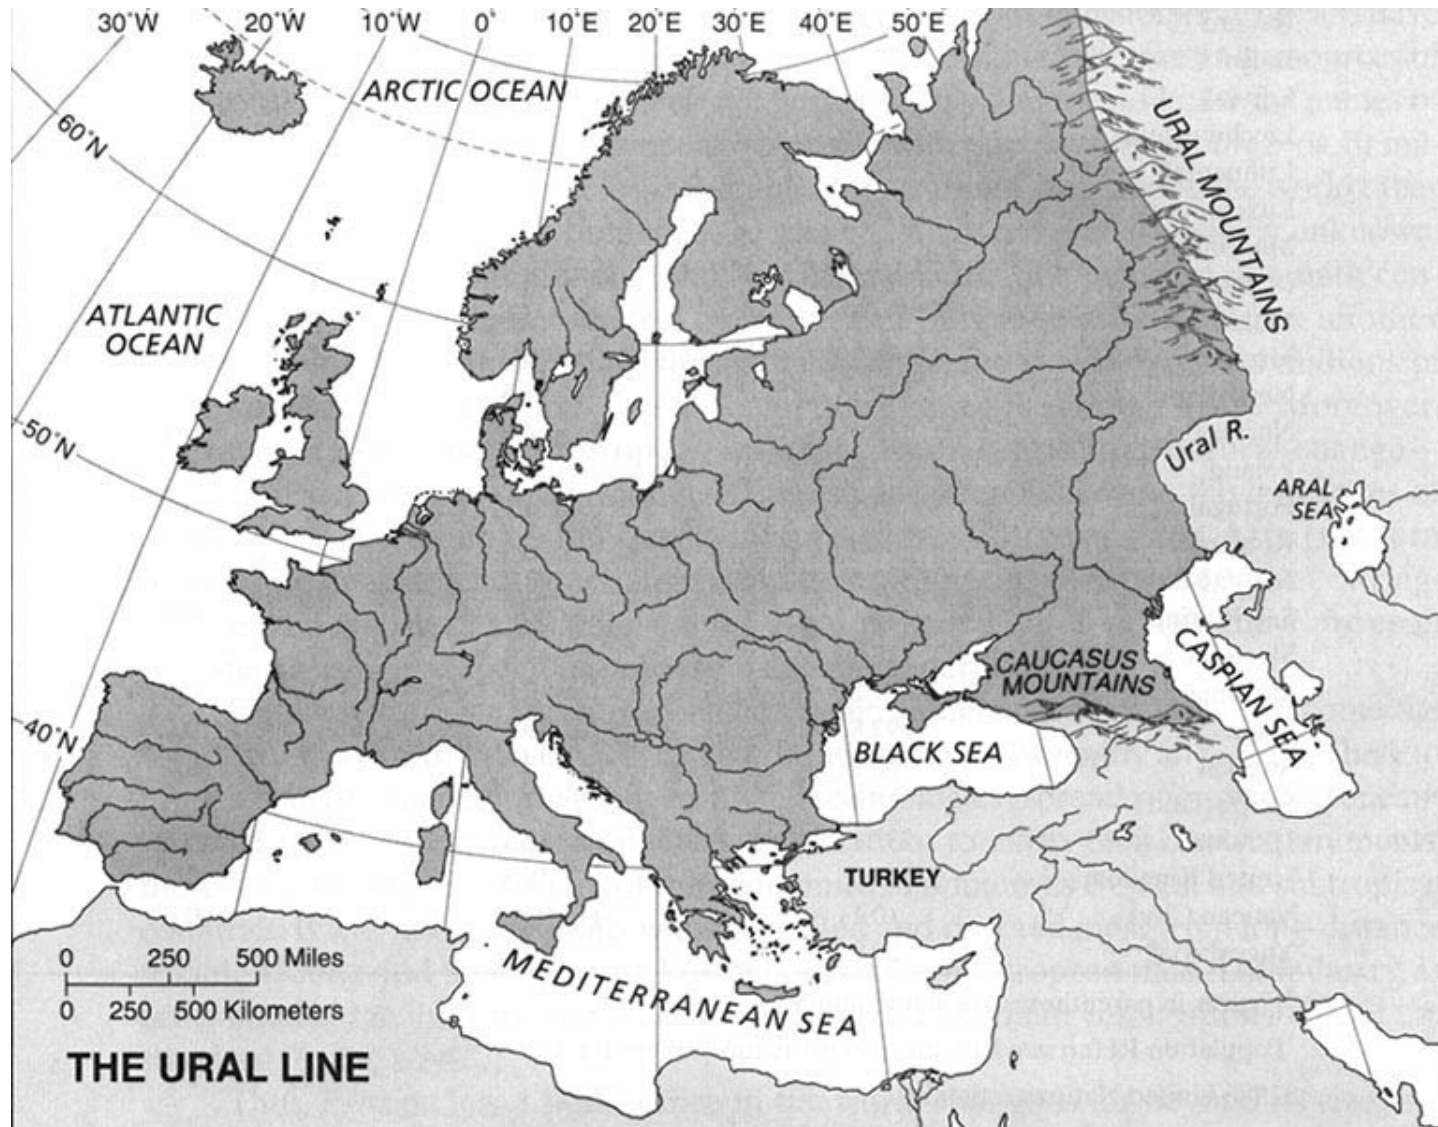 30°W
20°W
10°W
0°
10°E
20°E
30°E
40°E
50°E
ARCTIC OCEAN
60°N
URAL MOUNTAINS
ATLANTIC
OCEAN
50°N
Ural R.
ARAL
SEA
CASPIAN SEA
CAUCASUS
MOUNTAINS
40°N
BLACK SEA
TURKEY
MEDITERRANEAN SEA
0 250 500 Miles
0 250 500 Kilometers
THE URAL LINE